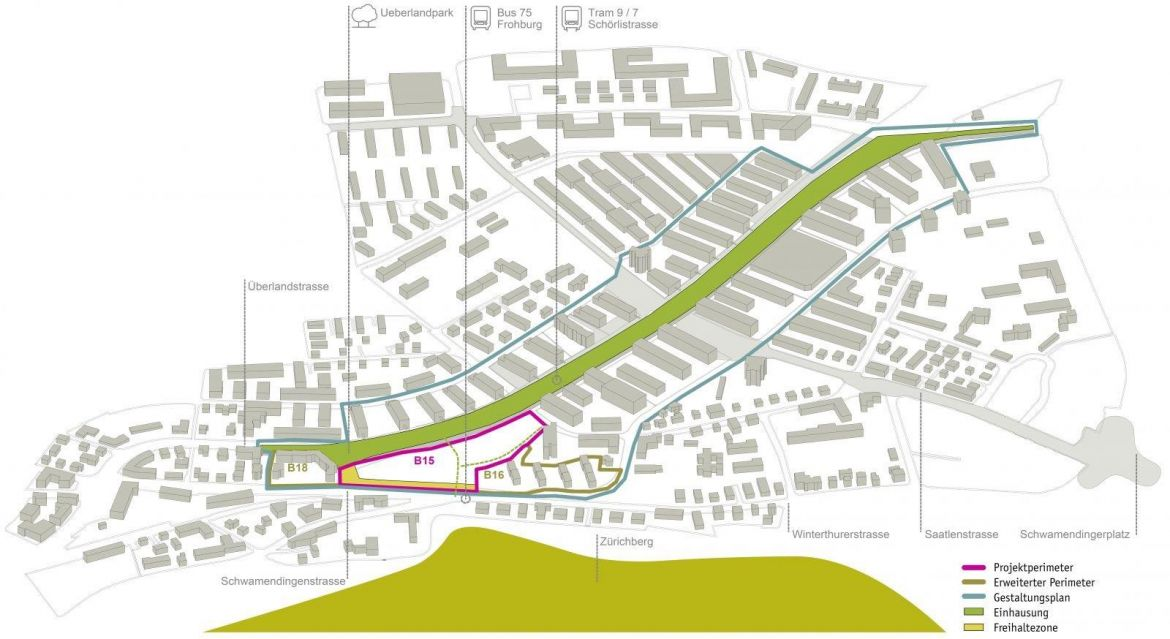 Ueberlandpark
Bus 75
Frohburg
Tram 9 / 7
Schörlistrasse
Überlandstrasse
B18
B15
B16
Zürichberg
Winterthurerstrasse
Saatlenstrasse
Schwamendingerplatz
Schwamendingenstrasse
Projektperimeter
Erweiterter Perimeter
Gestaltungsplan
Einhausung
Freihaltezone